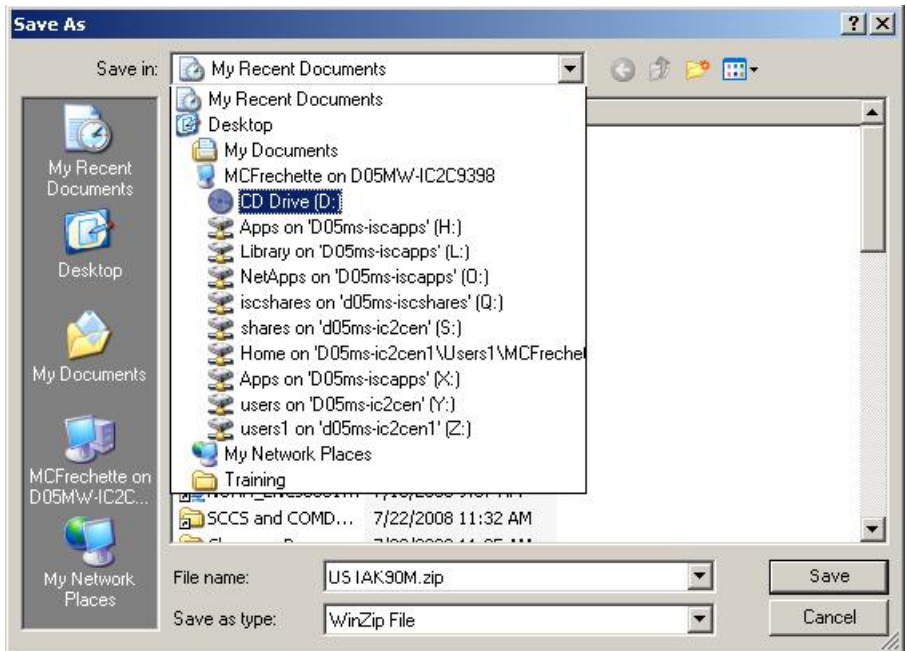 Save As
Save in:
My Recent Documents
My Recent Documents
Desktop
My Documents
MCFrechette on D05MW-IC2C9398
CD Drive (D:)
Apps on 'D05ms-iscapps' (H:)
Library on 'D05ms-iscapps' (L:)
NetApps on 'D05ms-iscapps' (O:)
iscshares on 'd05ms-iscshares' (Q:)
shares on 'd05ms-ic2cen' (S:)
Home on 'D05ms-ic2cen1\Users1\MCFrechet
Apps on 'D05ms-iscapps' (X:)
users on 'D05ms-ic2cen' (Y:)
users1 on 'd05ms-ic2cen1' (Z:)
My Network Places
Training
SCCS and COMD... 7/22/2008 11:32 AM
My Recent
Documents
Desktop
My Documents
MCFrechette on
D05MW-IC2C...
My Network
Places
File name:
US1AK90M.zip
Save
Save as type:
WinZip File
Cancel